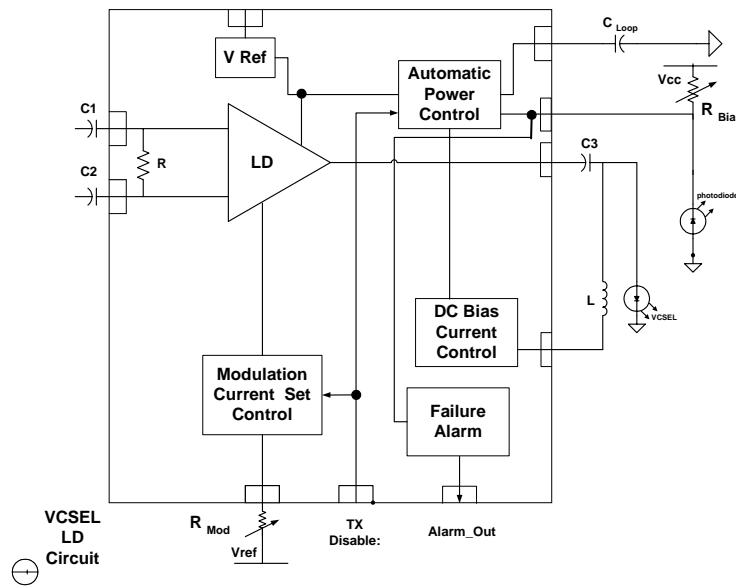 C Loop
V Ref
Automatic
Power
Control
Vcc
R Bia
C1
C3
R
LD
C2
photodiode
L
VCSEL
DC Bias
Current
Control
Modulation
Current Set
Control
Failure
Alarm
VCSEL
LD
Circuit
R Mod
Vref
TX
Disable:
Alarm_Out